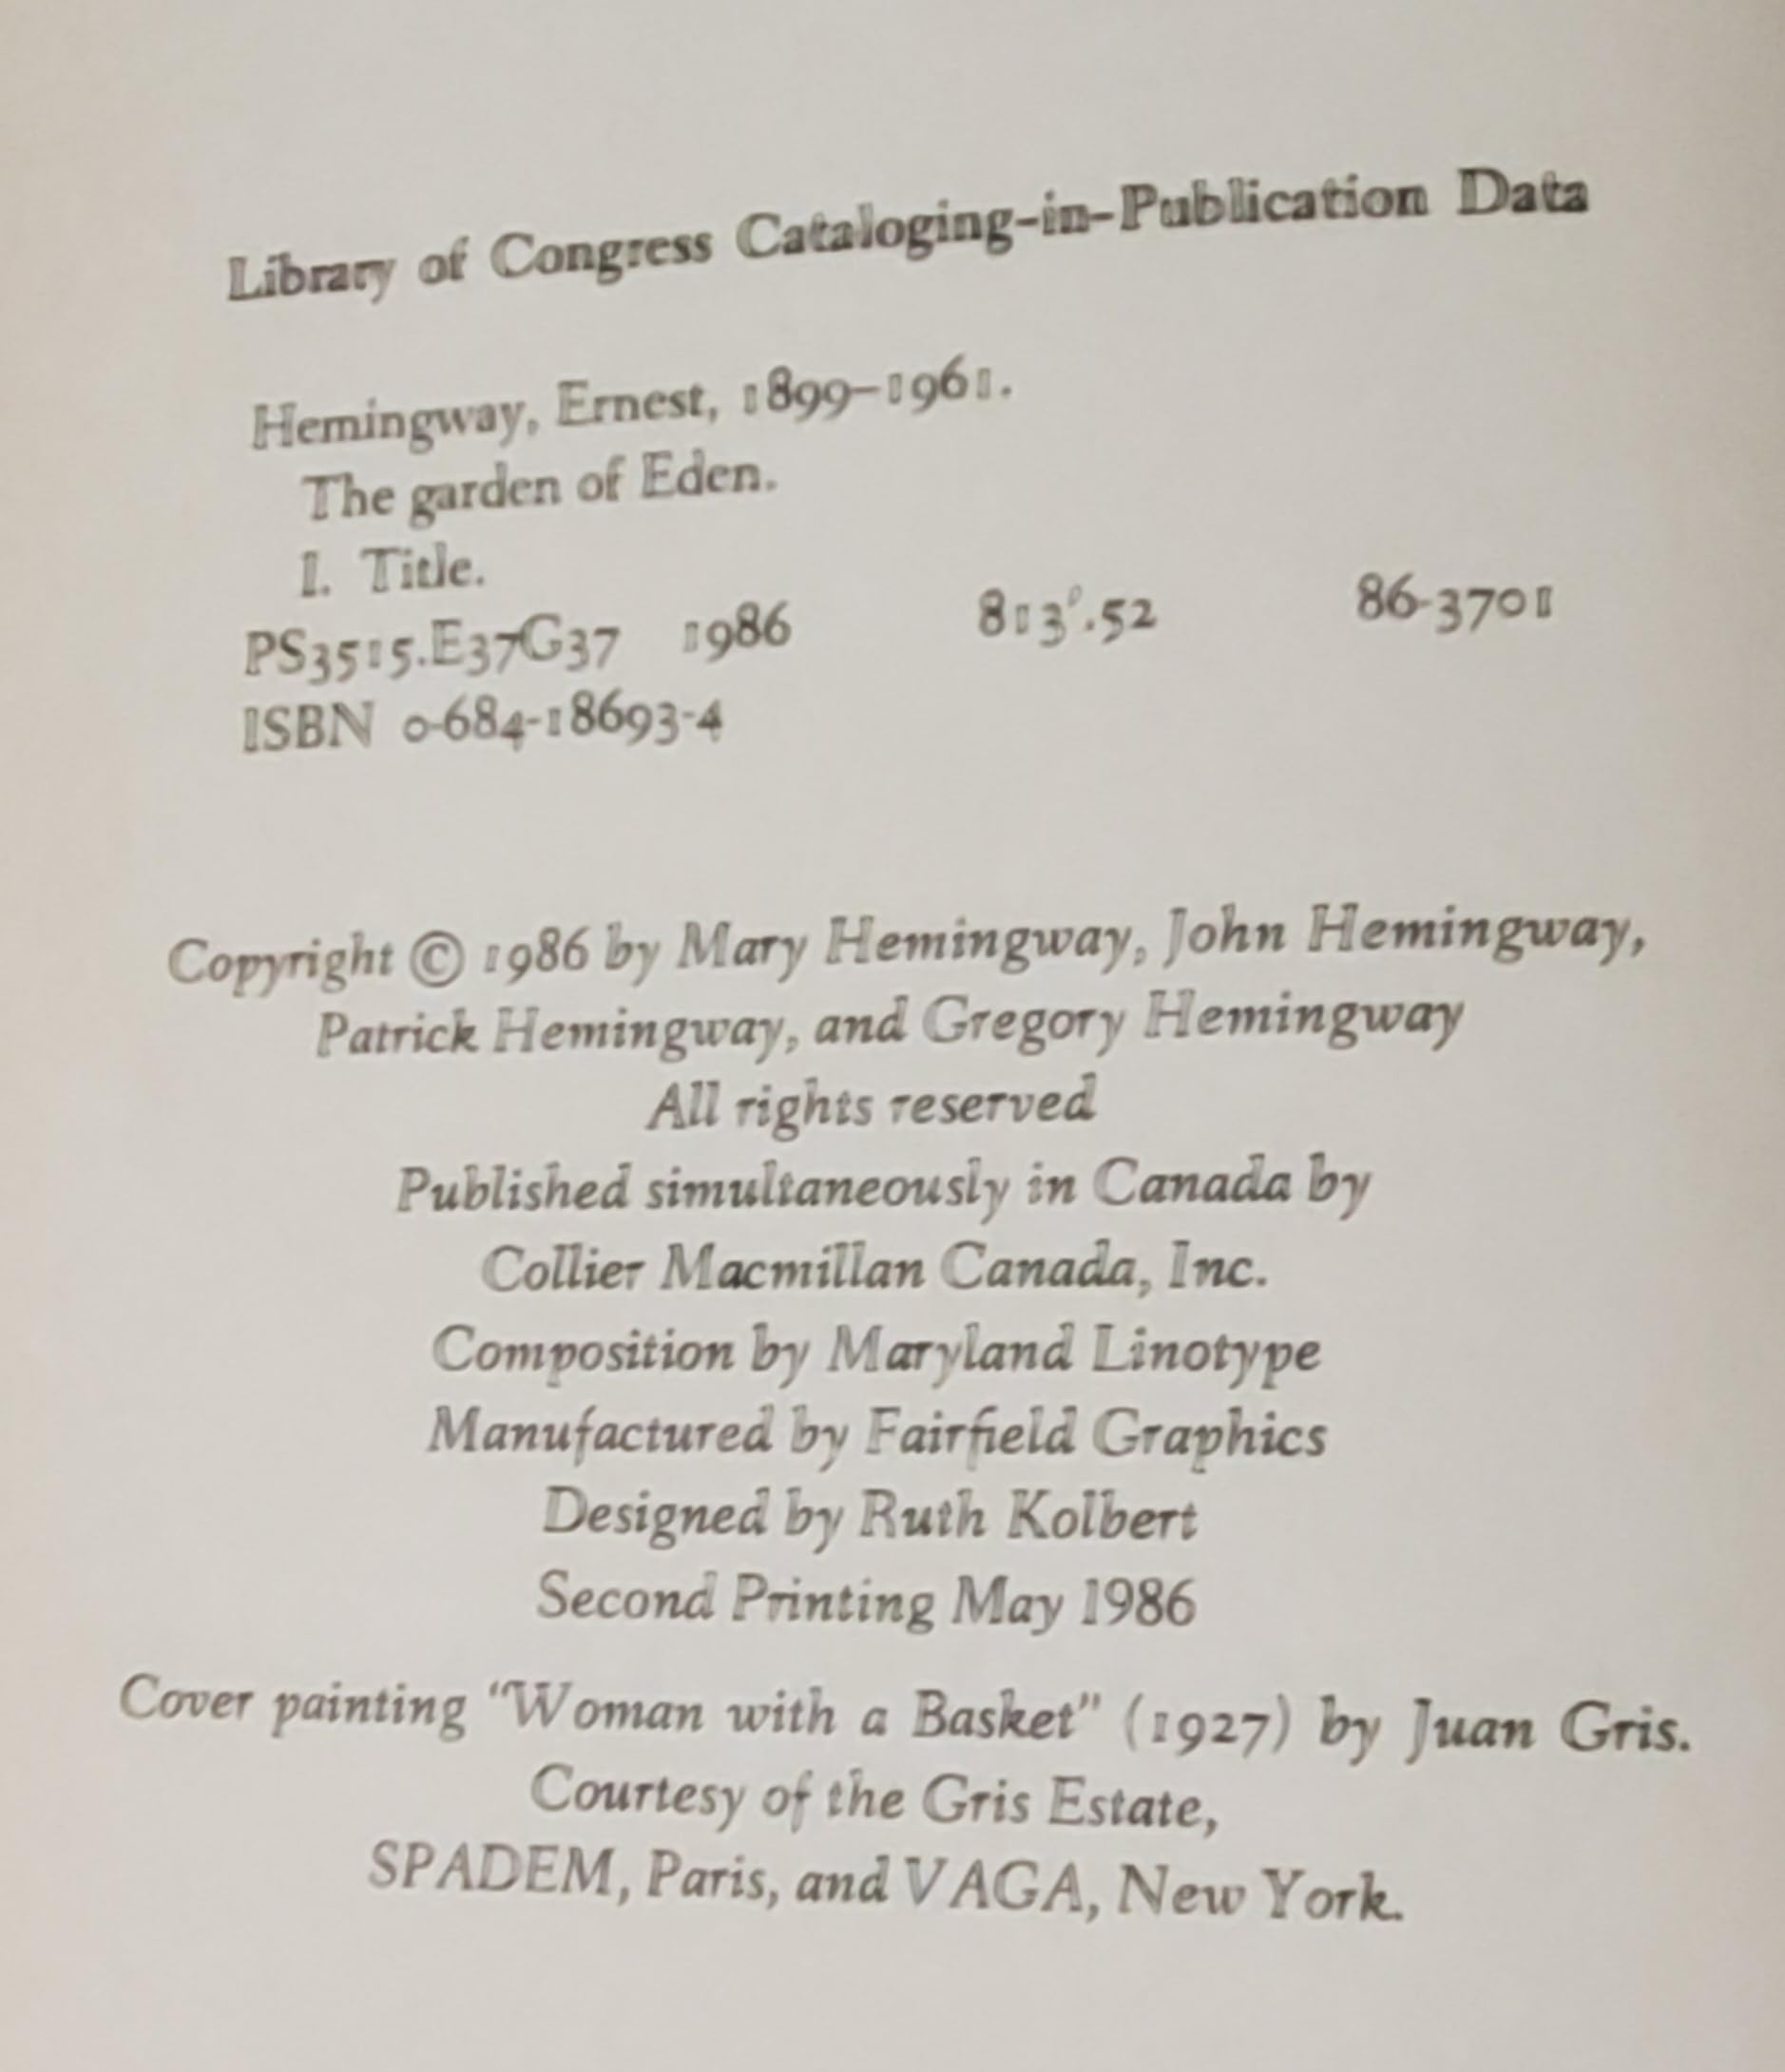 Library of Congress Cataloging-in-Publication Data
Hemingway, Ernest, 1899–1961.
The garden of Eden.
I. Title.
PS3515.E37G37 1986 813'.52 86-3701
ISBN 0-684-18693-4
Copyright © 1986 by Mary Hemingway, John Hemingway,
Patrick Hemingway, and Gregory Hemingway
All rights reserved
Published simultaneously in Canada by
Collier Macmillan Canada, Inc.
Composition by Maryland Linotype
Manufactured by Fairfield Graphics
Designed by Ruth Kolbert
Second Printing May 1986
Cover painting "Woman with a Basket" (1927) by Juan Gris.
Courtesy of the Gris Estate,
SPADEM, Paris, and VAGA, New York.